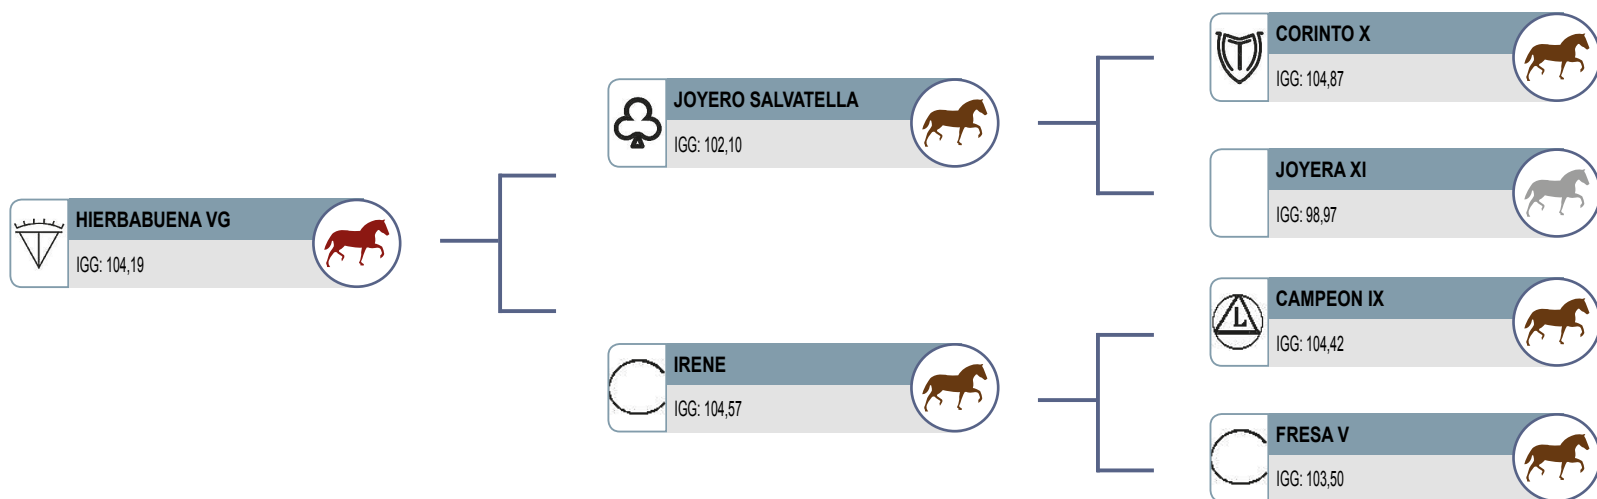 HIERBABUENA VG
IGG: 104,19
JOYERO SALVATELLA
IGG: 102,10
IRENE
IGG: 104,57
CORINTO X
IGG: 104,87
JOYERA XI
IGG: 98,97
L
CAMPEON IX
IGG: 104,42
FRESA V
IGG: 103,50